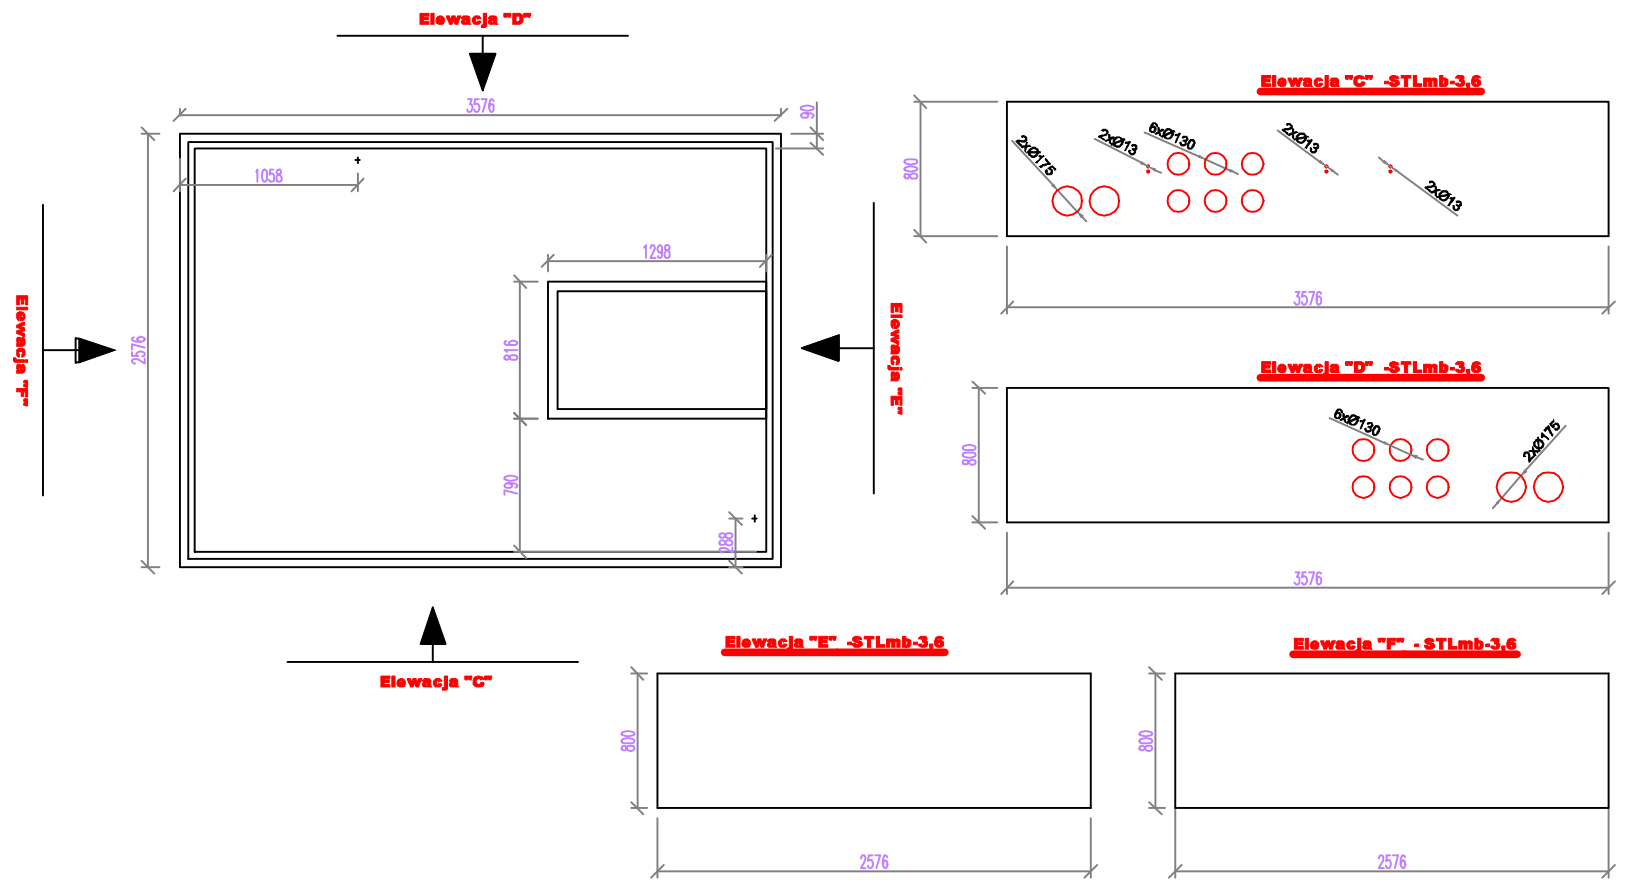 Elewacja "D"
3576
90
1058
2576
1298
816
790
288
Elewacja "F"
Elewacja "E"
Elewacja "C"
Elewacja "C" -STLmb-3,6
800
2xØ175
2xØ13
6xØ130
2xØ13
2xØ13
3576
Elewacja "D" -STLmb-3,6
800
6xØ130
2xØ175
3576
Elewacja "E" -STLmb-3,6
800
2576
Elewacja "F" - STLmb-3,6
800
2576